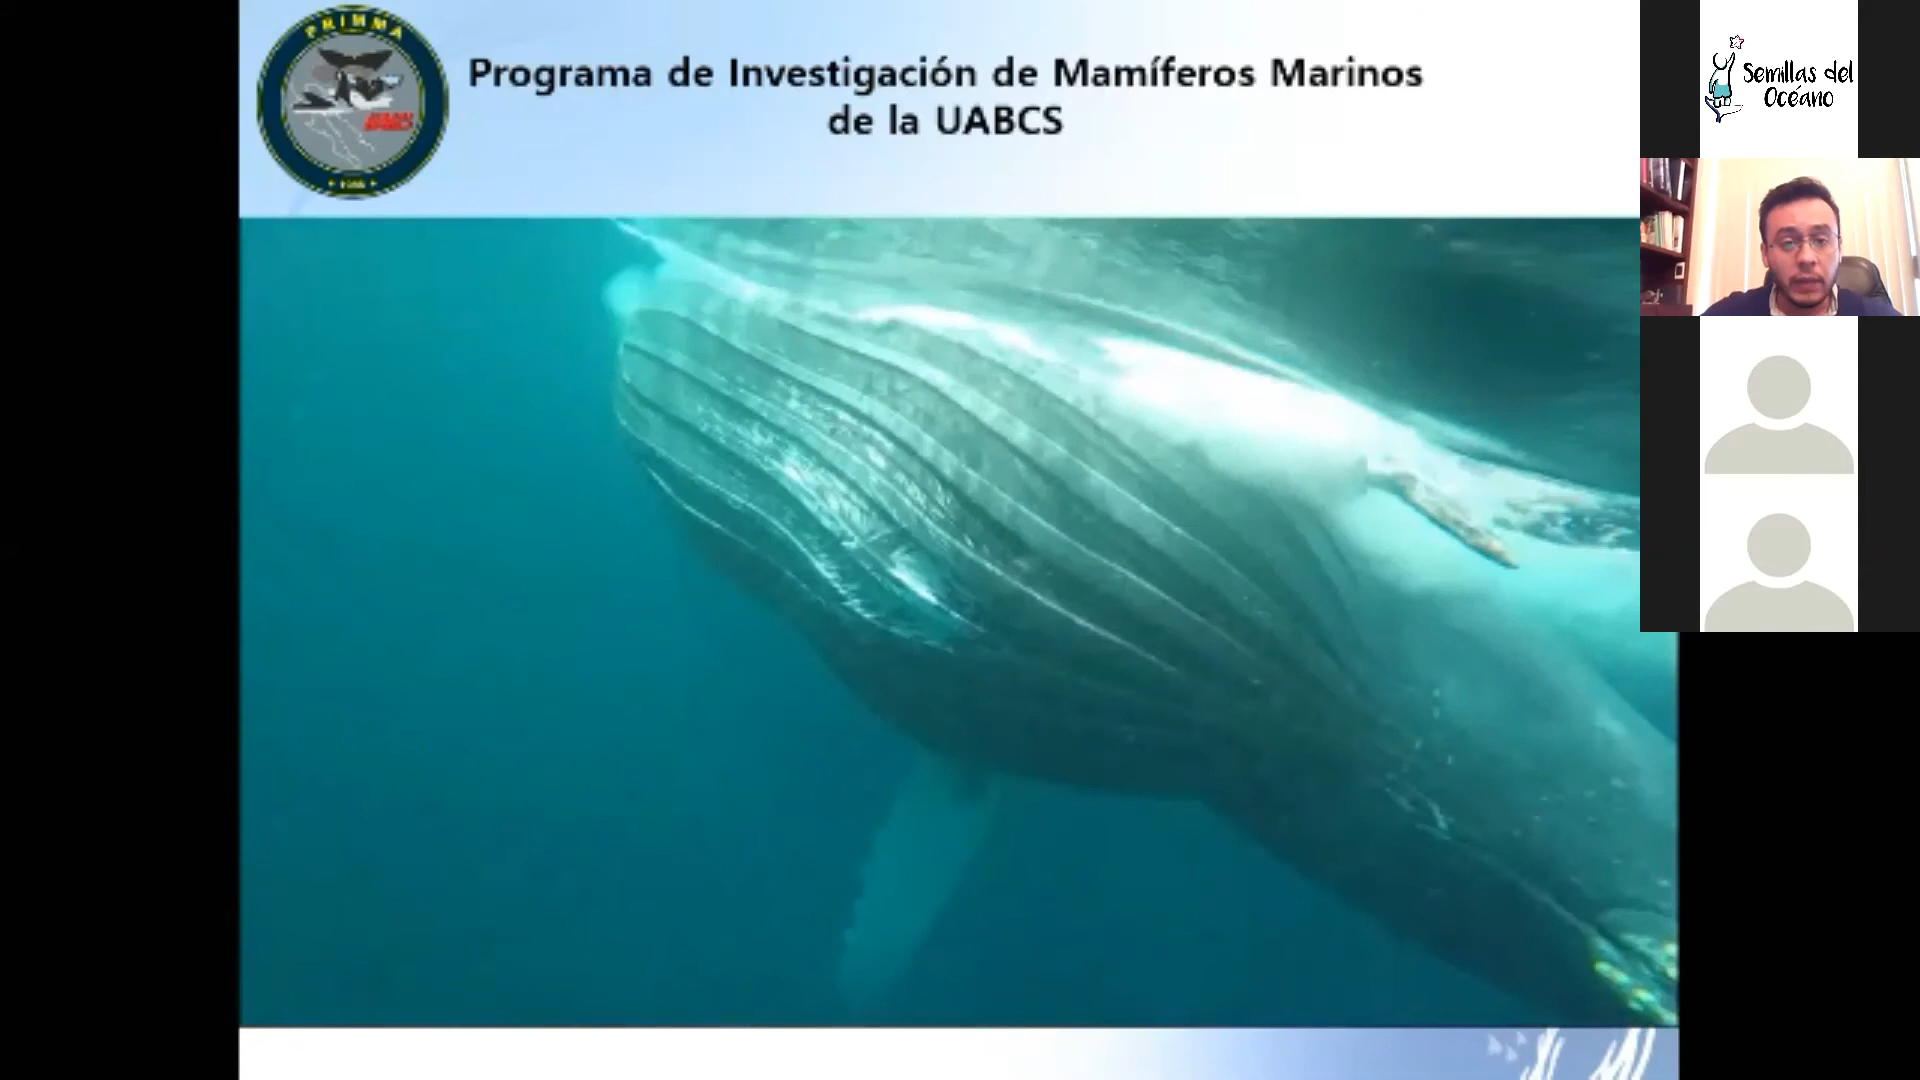 PRIMMA
Programa de Investigación de Mamíferos Marinos
de la UABCS
Semillas del
Océano